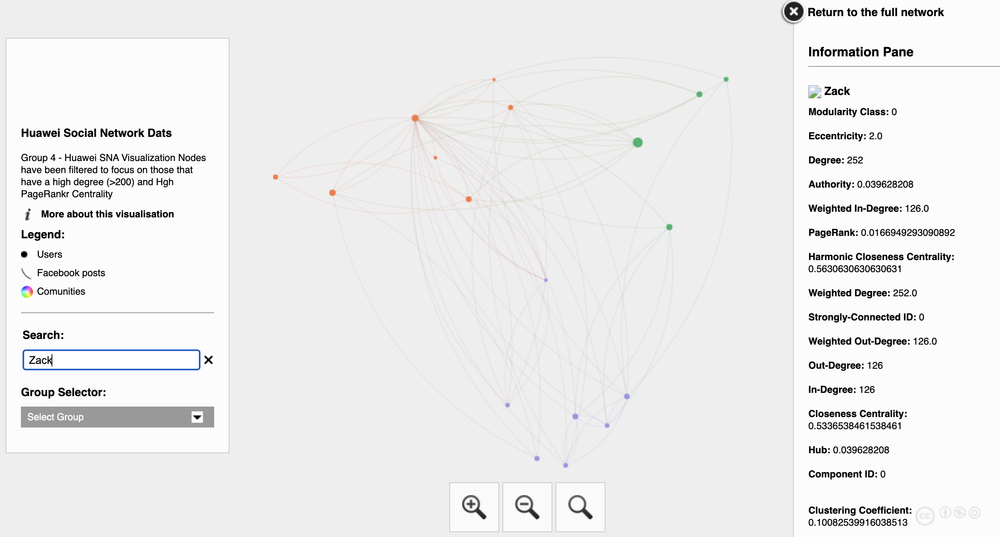 Return to the full network
Huawei Social Network Dats
Group 4 - Huawei SNA Visualization Nodes
have been filtered to focus on those that
have a high degree (>200) and Hgh
PageRankr Centrality
i More about this visualisation
Legend:
Users
Facebook posts
Comunities
Search:
Zack
Group Selector:
Select Group
Information Pane
Zack
Modularity Class: 0
Eccentricity: 2.0
Degree: 252
Authority: 0.039628208
Weighted In-Degree: 126.0
PageRank: 0.0166949293090892
Harmonic Closeness Centrality:
0.5630630630630631
Weighted Degree: 252.0
Strongly-Connected ID: 0
Weighted Out-Degree: 126.0
Out-Degree: 126
In-Degree: 126
Closeness Centrality:
0.5336538461538461
Hub: 0.039628208
Component ID: 0
Clustering Coefficient:
0.10082539916038513
cc